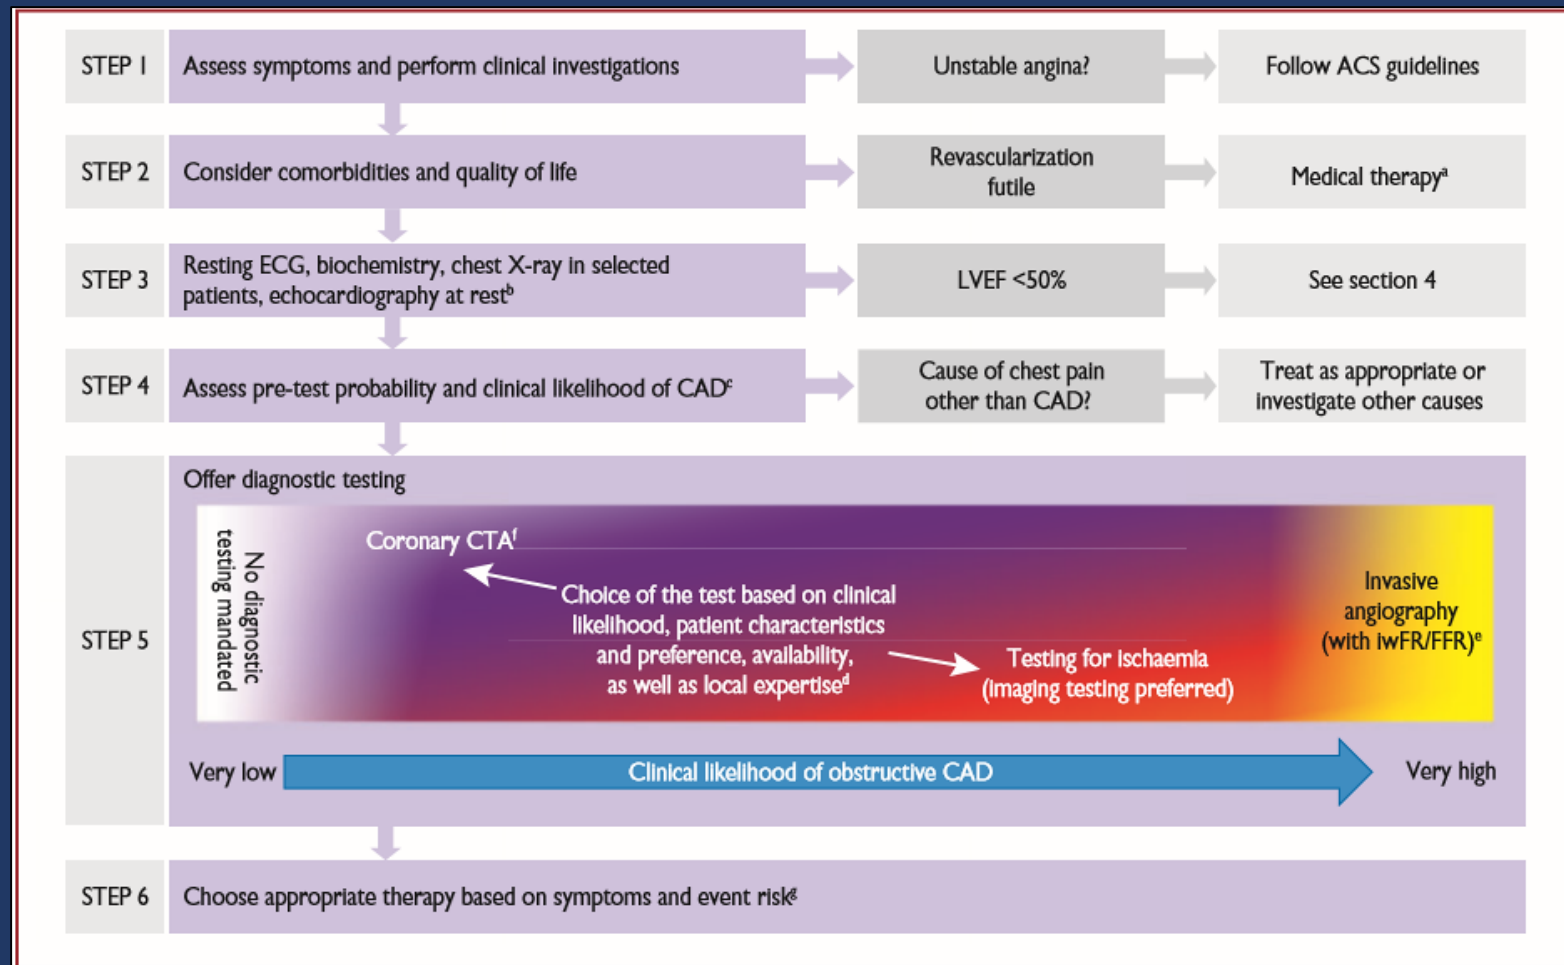 STEP 1
Assess symptoms and perform clinical investigations
Unstable angina?
Follow ACS guidelines
STEP 2
Consider comorbidities and quality of life
Revascularization
futile
Medical therapyᵃ
STEP 3
Resting ECG, biochemistry, chest X-ray in selected
patients, echocardiography at restᵇ
LVEF <50%
See section 4
STEP 4
Assess pre-test probability and clinical likelihood of CADᶜ
Cause of chest pain
other than CAD?
Treat as appropriate or
investigate other causes
STEP 5
Offer diagnostic testing
No diagnostic
testing mandated
Coronary CTAᶠ
Choice of the test based on clinical
likelihood, patient characteristics
and preference, availability,
as well as local expertiseᵈ
Testing for ischaemia
(imaging testing preferred)
Invasive
angiography
(with iwFR/FFR)ᵉ
Very low
Clinical likelihood of obstructive CAD
Very high
STEP 6
Choose appropriate therapy based on symptoms and event riskᵍ